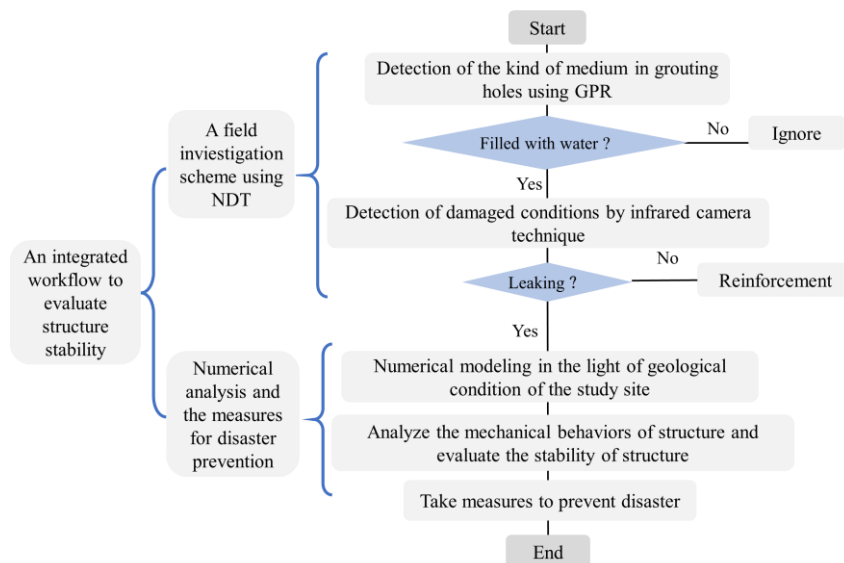 Start
Detection of the kind of medium in grouting
holes using GPR
Filled with water ?
No
Ignore
Yes
Detection of damaged conditions by infrared camera
technique
No
Leaking ?
Reinforcement
Yes
A field
inviestigation
scheme using
NDT
An integrated
workflow to
evaluate
structure
stability
Numerical
analysis and
the measures
for disaster
prevention
Numerical modeling in the light of geological
condition of the study site
Analyze the mechanical behaviors of structure and
evaluate the stability of structure
Take measures to prevent disaster
End